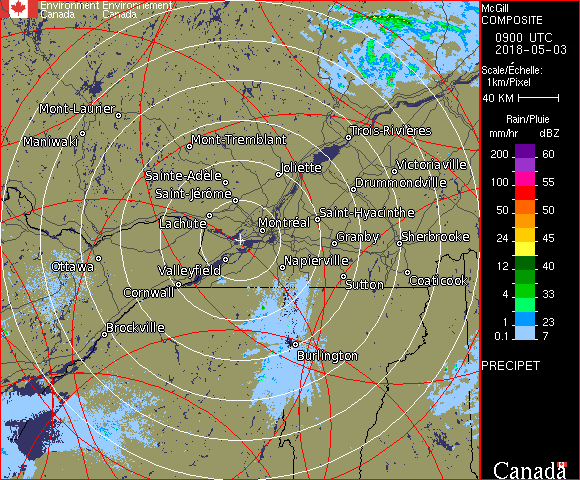 Environment Environnement
Canada Canada
McGill
COMPOSITE
0900 UTC
2018-05-03
Scale/Échelle:
1km/Pixel
40 KM
Rain/Pluie
mm/hr dBZ
200 60
155
100 55
50 50
24 45
12 40
4 33
1 23
0.1 7
PRECIPET
Canada
Mont-Laurier
Maniwaki
Mont-Tremblant
Trois-Rivières
Sainte-Adèle
Joliette
Victoriaville
Saint-Jérôme
Drummondville
Lachute
Montréal
Saint-Hyacinthe
Granby
Sherbrooke
Ottawa
Valleyfield
Napierville
Cornwall
Sutton
Coaticook
Brockville
Burlington